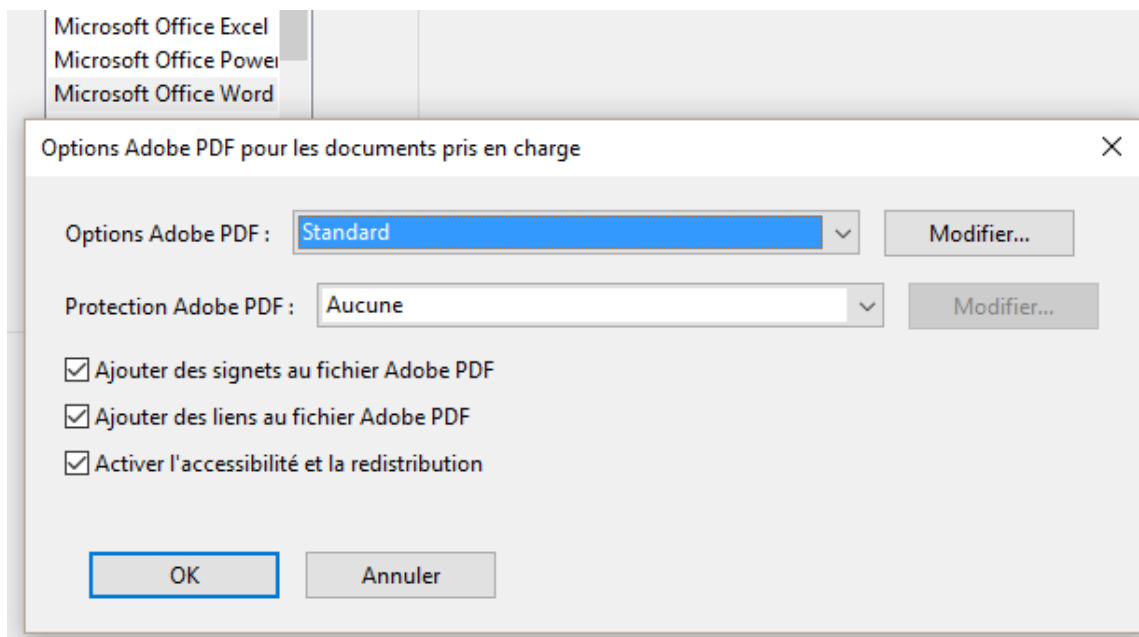 Microsoft Office Excel
Microsoft Office
Microsoft Office Word
Options Adobe PDF pour les documents pris en charge
Options Adobe PDF : Standard Modifier...
Protection Adobe PDF : Aucune Modifier...
Ajouter des signets au fichier Adobe PDF
Ajouter des liens au fichier Adobe PDF
Activer l'accessibilité et la redistribution
OK Annuler